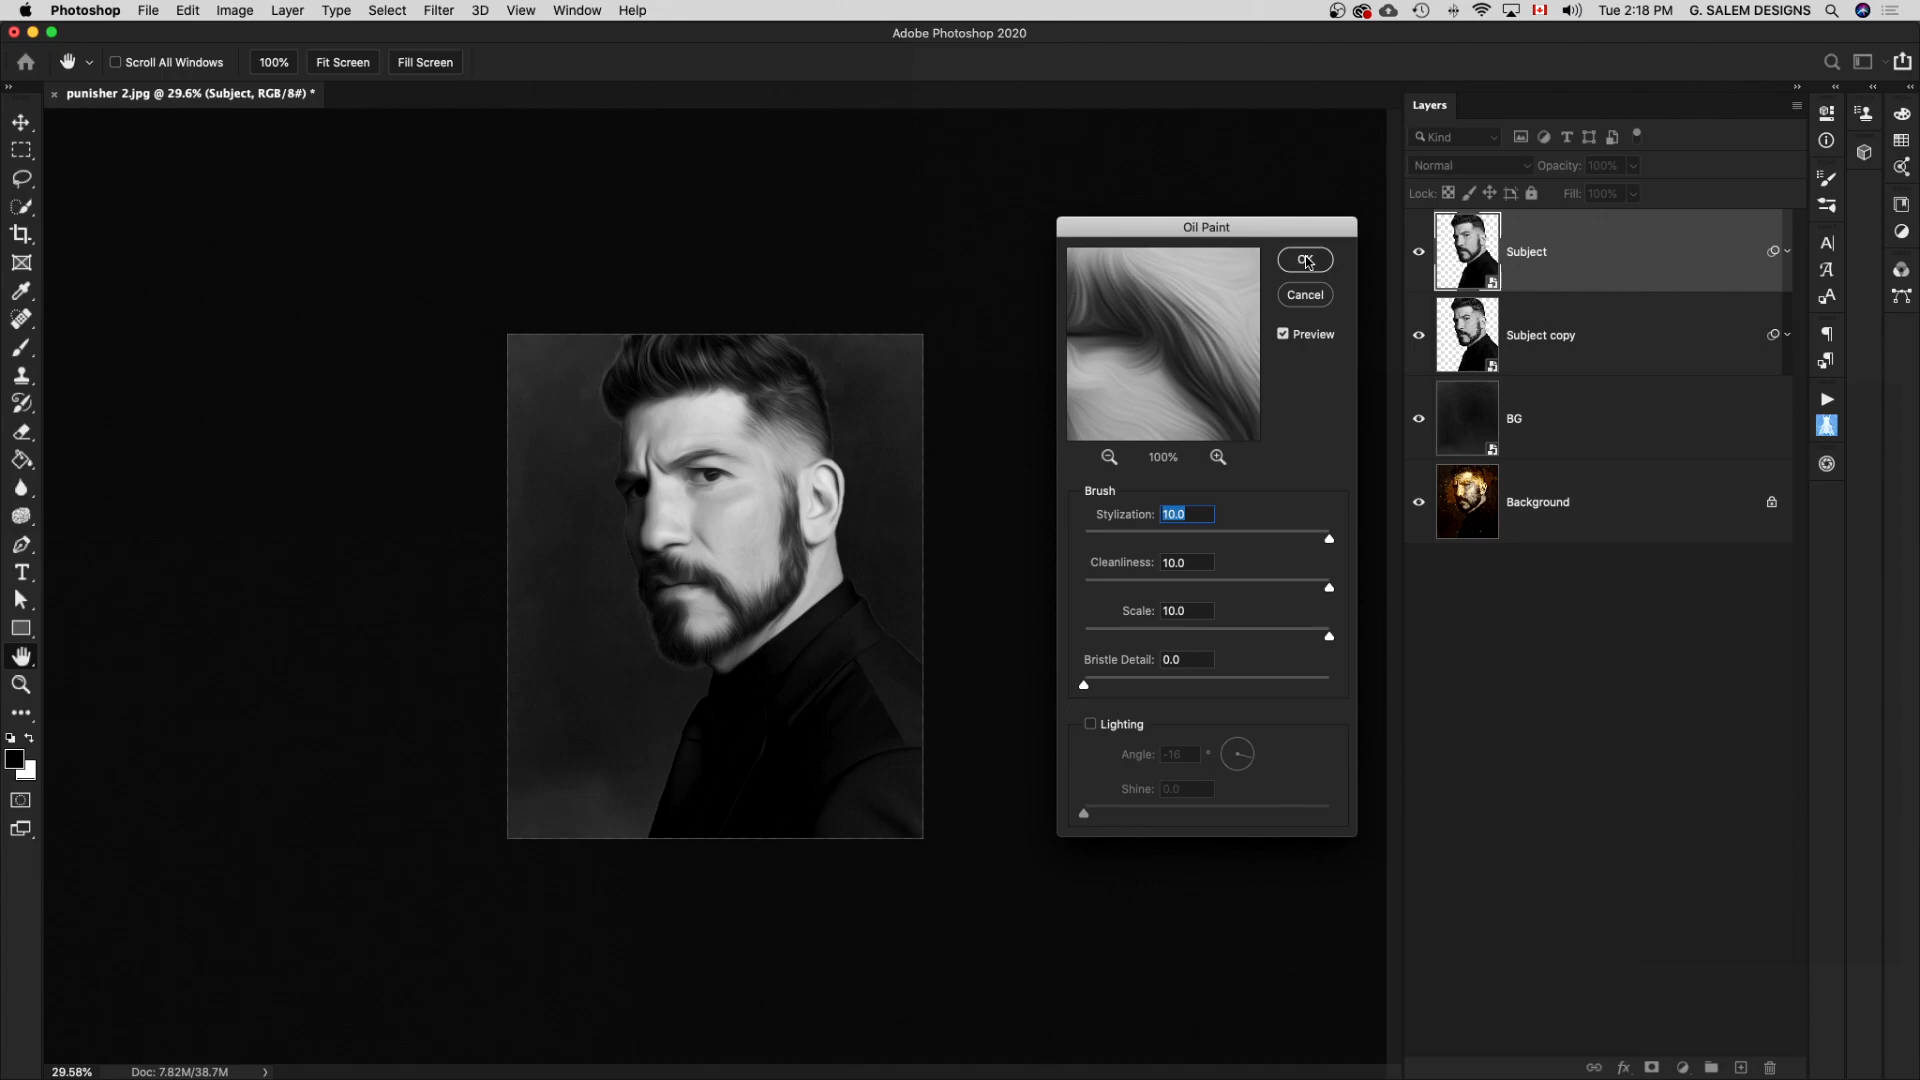 Photoshop File Edit Image Layer Type Select Filter 3D View Window Help Tue 2:18 PM G. SALEM DESIGNS
Adobe Photoshop 2020
Scroll All Windows 100% Fit Screen Fill Screen
× punisher 2.jpg @ 29.6% (Subject, RGB/8#) *
Layers
Kind
Normal Opacity: 100%
Lock: Fill: 100%
Subject
Subject copy
BG
Background
Oil Paint
OK
Cancel
Preview
100%
Brush
Stylization: 10.0
Cleanliness: 10.0
Scale: 10.0
Bristle Detail: 0.0
Lighting
Angle: -16 °
Shine: 0.0
29.58% Doc: 7.82M/38.7M